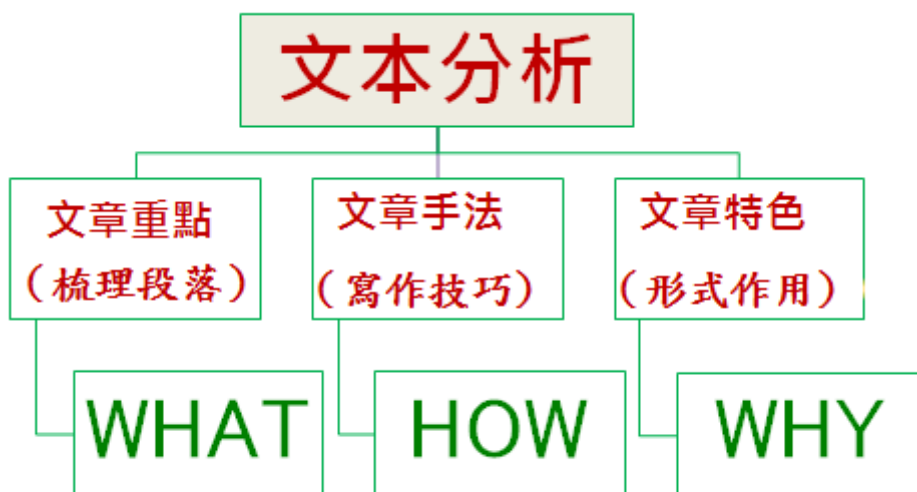 文本分析
文章重點
（梳理段落）
文章手法
（寫作技巧）
文章特色
（形式作用）
WHAT
HOW
WHY